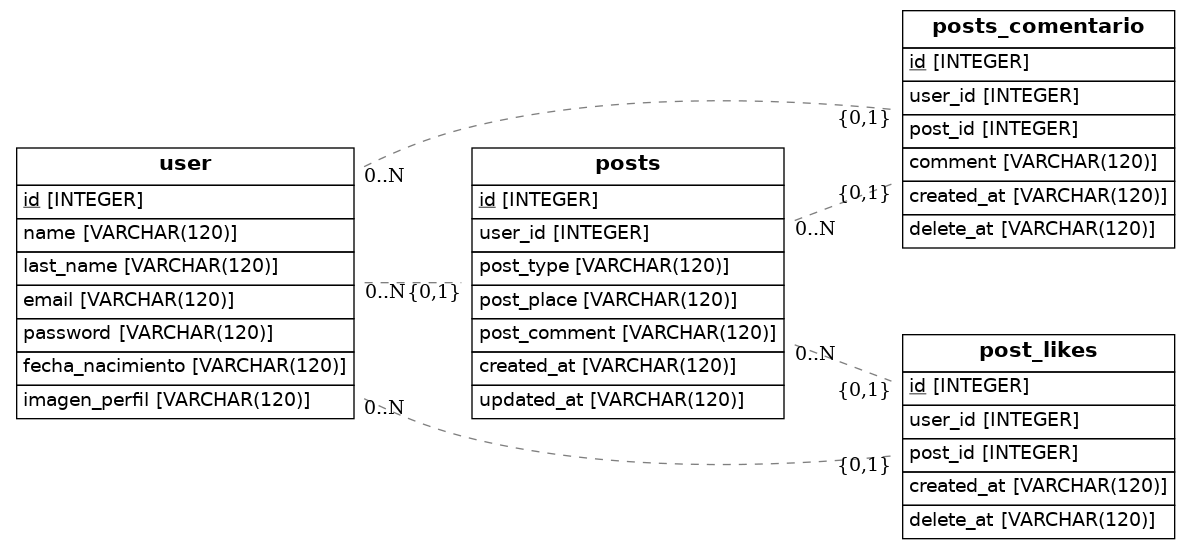 user
id [INTEGER]
name [VARCHAR(120)]
last_name [VARCHAR(120)]
email [VARCHAR(120)]
password [VARCHAR(120)]
fecha_nacimiento [VARCHAR(120)]
imagen_perfil [VARCHAR(120)]
0..N
0..N
{0,1}
0..N
posts
id [INTEGER]
user_id [INTEGER]
post_type [VARCHAR(120)]
post_place [VARCHAR(120)]
post_comment [VARCHAR(120)]
created_at [VARCHAR(120)]
updated_at [VARCHAR(120)]
0..N
0..N
{0,1}
{0,1}
posts_comentario
id [INTEGER]
user_id [INTEGER]
post_id [INTEGER]
comment [VARCHAR(120)]
created_at [VARCHAR(120)]
delete_at [VARCHAR(120)]
{0,1}
{0,1}
post_likes
id [INTEGER]
user_id [INTEGER]
post_id [INTEGER]
created_at [VARCHAR(120)]
delete_at [VARCHAR(120)]